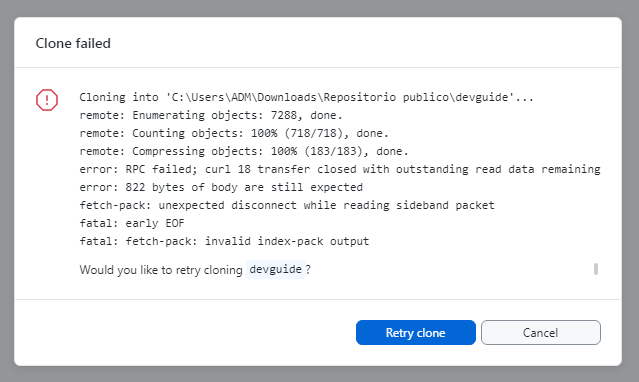 Clone failed
Cloning into 'C:\Users\ADM\Downloads\Repositorio publico\devguide'...
remote: Enumerating objects: 7288, done.
remote: Counting objects: 100% (718/718), done.
remote: Compressing objects: 100% (183/183), done.
error: RPC failed; curl 18 transfer closed with outstanding read data remaining
error: 822 bytes of body are still expected
fetch-pack: unexpected disconnect while reading sideband packet
fatal: early EOF
fatal: fetch-pack: invalid index-pack output
Would you like to retry cloning devguide?
Retry clone Cancel